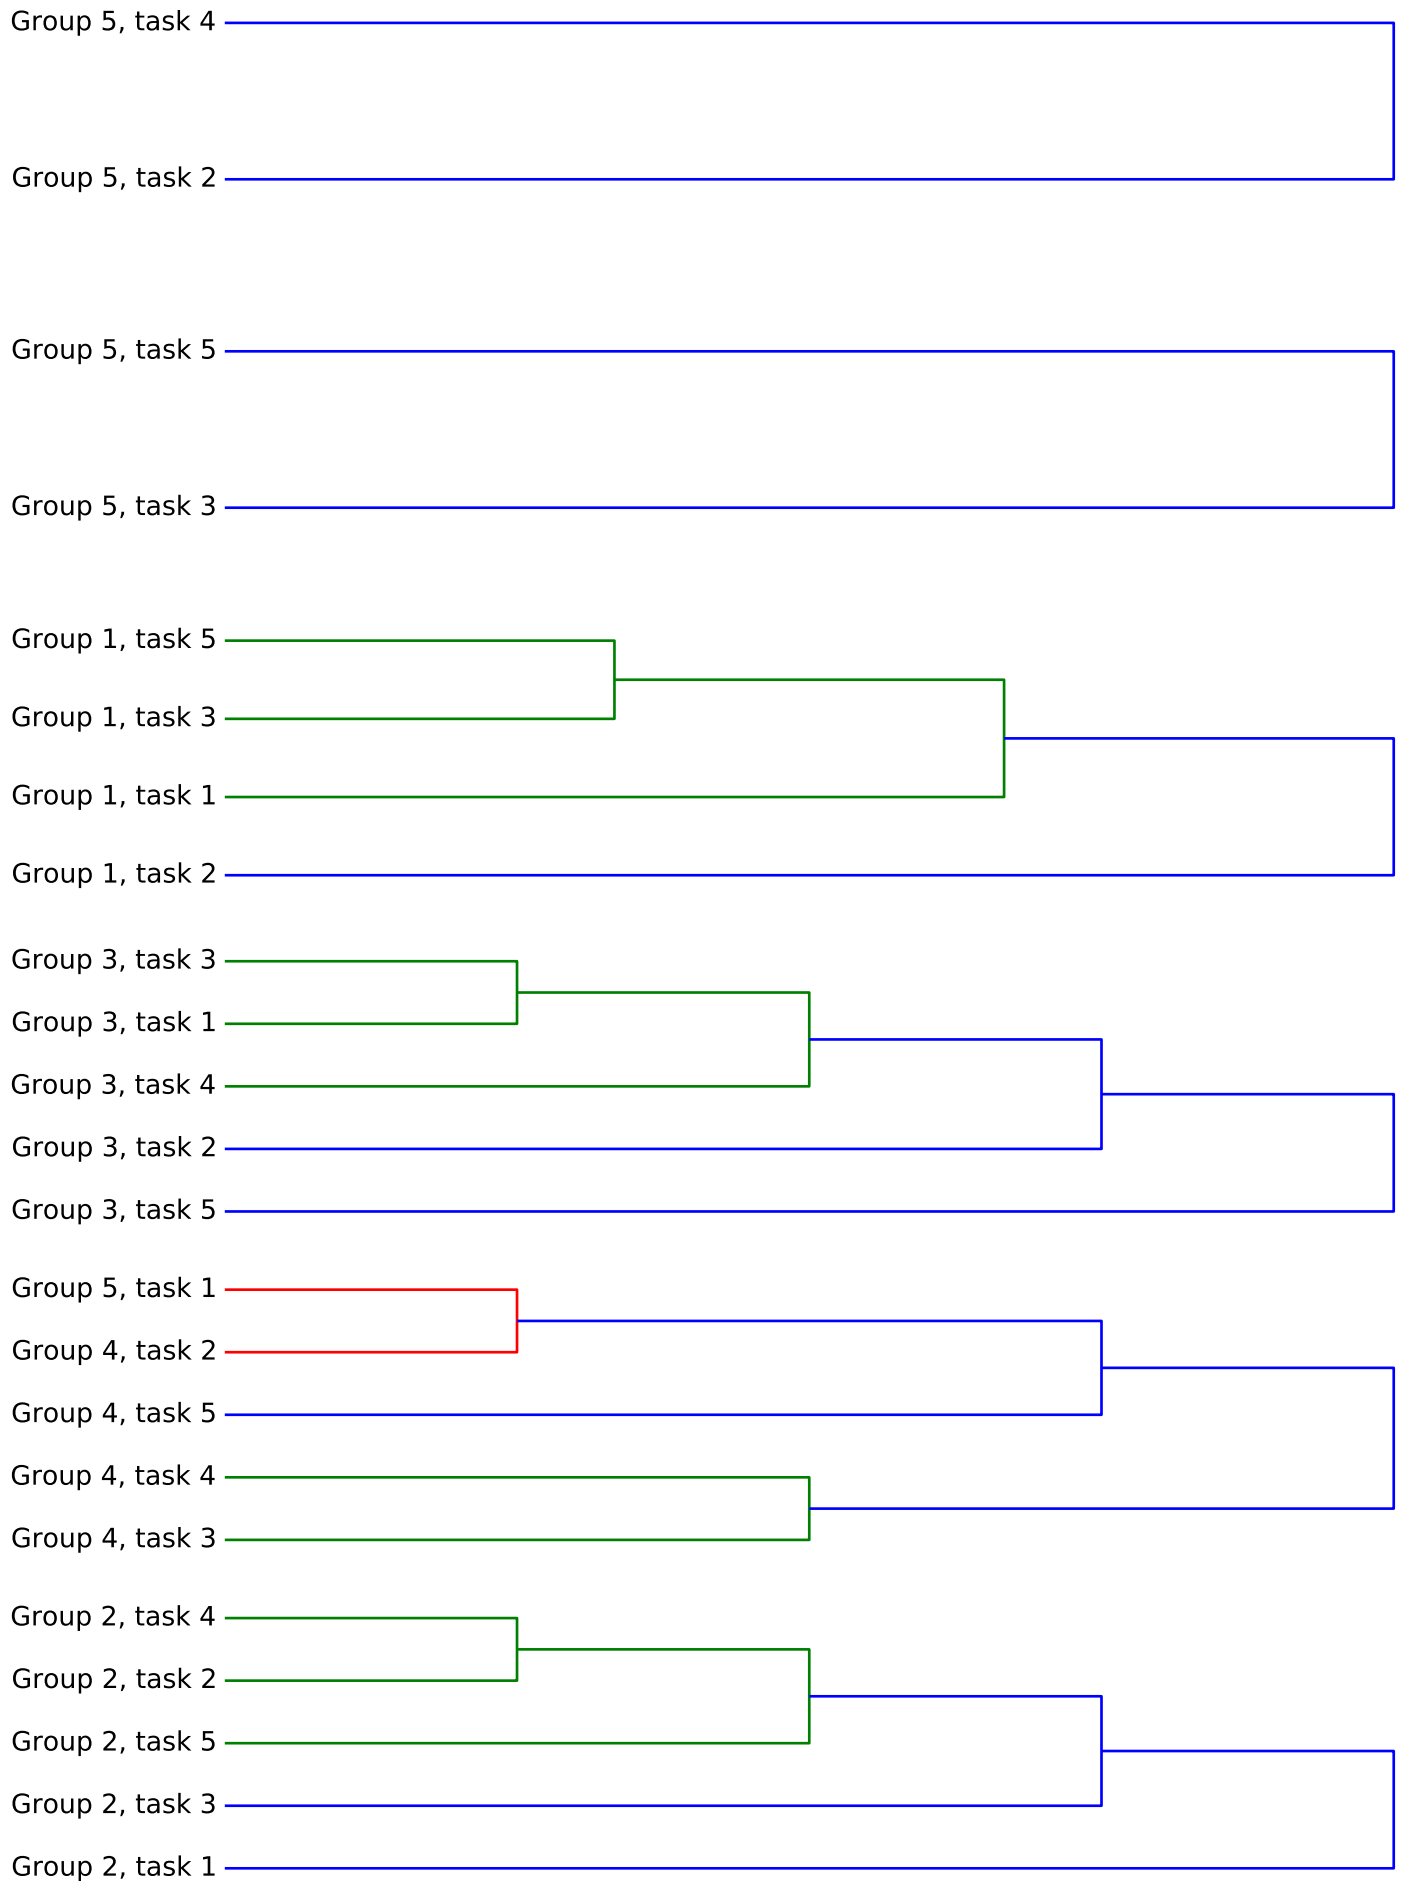 Group 5, task 4
Group 5, task 2
Group 5, task 5
Group 5, task 3
Group 1, task 5
Group 1, task 3
Group 1, task 1
Group 1, task 2
Group 3, task 3
Group 3, task 1
Group 3, task 4
Group 3, task 2
Group 3, task 5
Group 5, task 1
Group 4, task 2
Group 4, task 5
Group 4, task 4
Group 4, task 3
Group 2, task 4
Group 2, task 2
Group 2, task 5
Group 2, task 3
Group 2, task 1